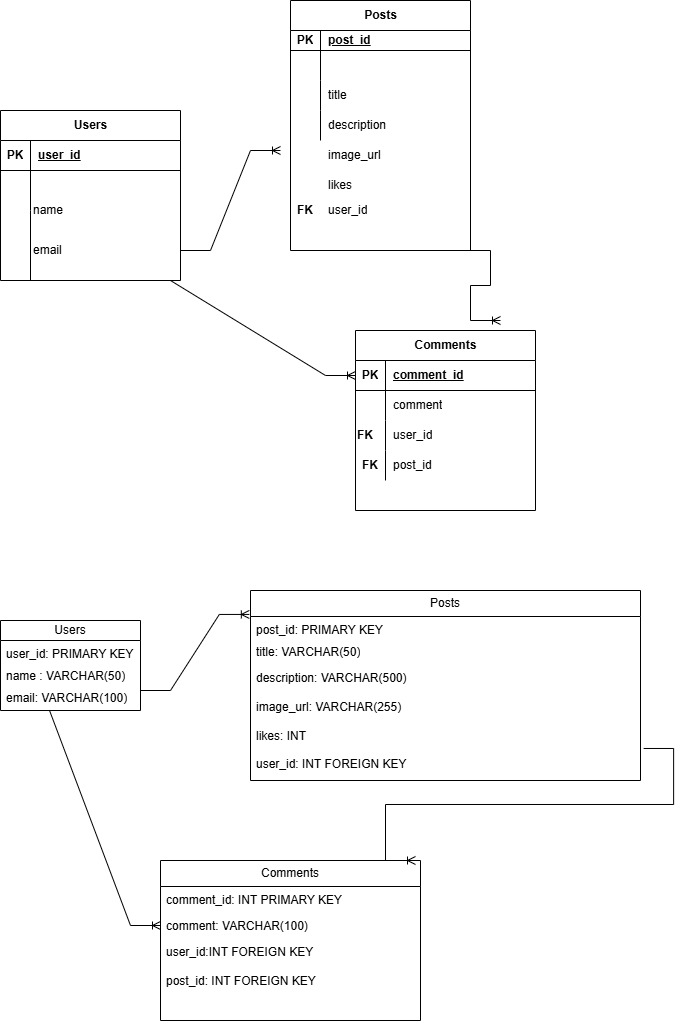 Posts
PK post_id
title
description
image_url
likes
FK user_id
Users
PK user_id
name
email
Comments
PK comment_id
comment
FK user_id
FK post_id
Posts
post_id: PRIMARY KEY
title: VARCHAR(50)
description: VARCHAR(500)
image_url: VARCHAR(255)
likes: INT
user_id: INT FOREIGN KEY
Users
user_id: PRIMARY KEY
name : VARCHAR(50)
email: VARCHAR(100)
Comments
comment_id: INT PRIMARY KEY
comment: VARCHAR(100)
user_id:INT FOREIGN KEY
post_id: INT FOREIGN KEY